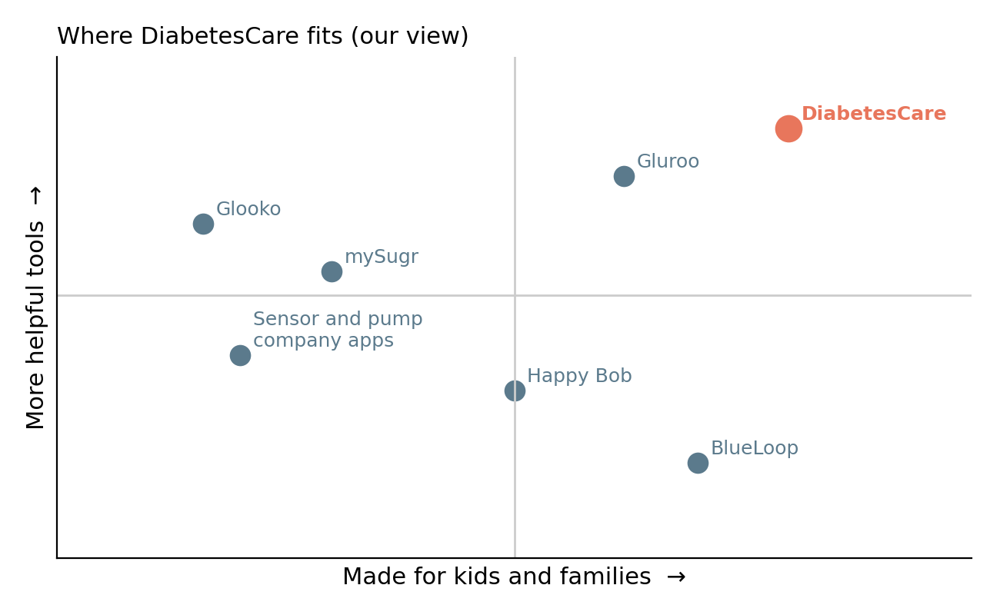 Where DiabetesCare fits (our view)
DiabetesCare
Gluroo
Glooko
mySugr
Sensor and pump
company apps
Happy Bob
BlueLoop
More helpful tools →
Made for kids and families →